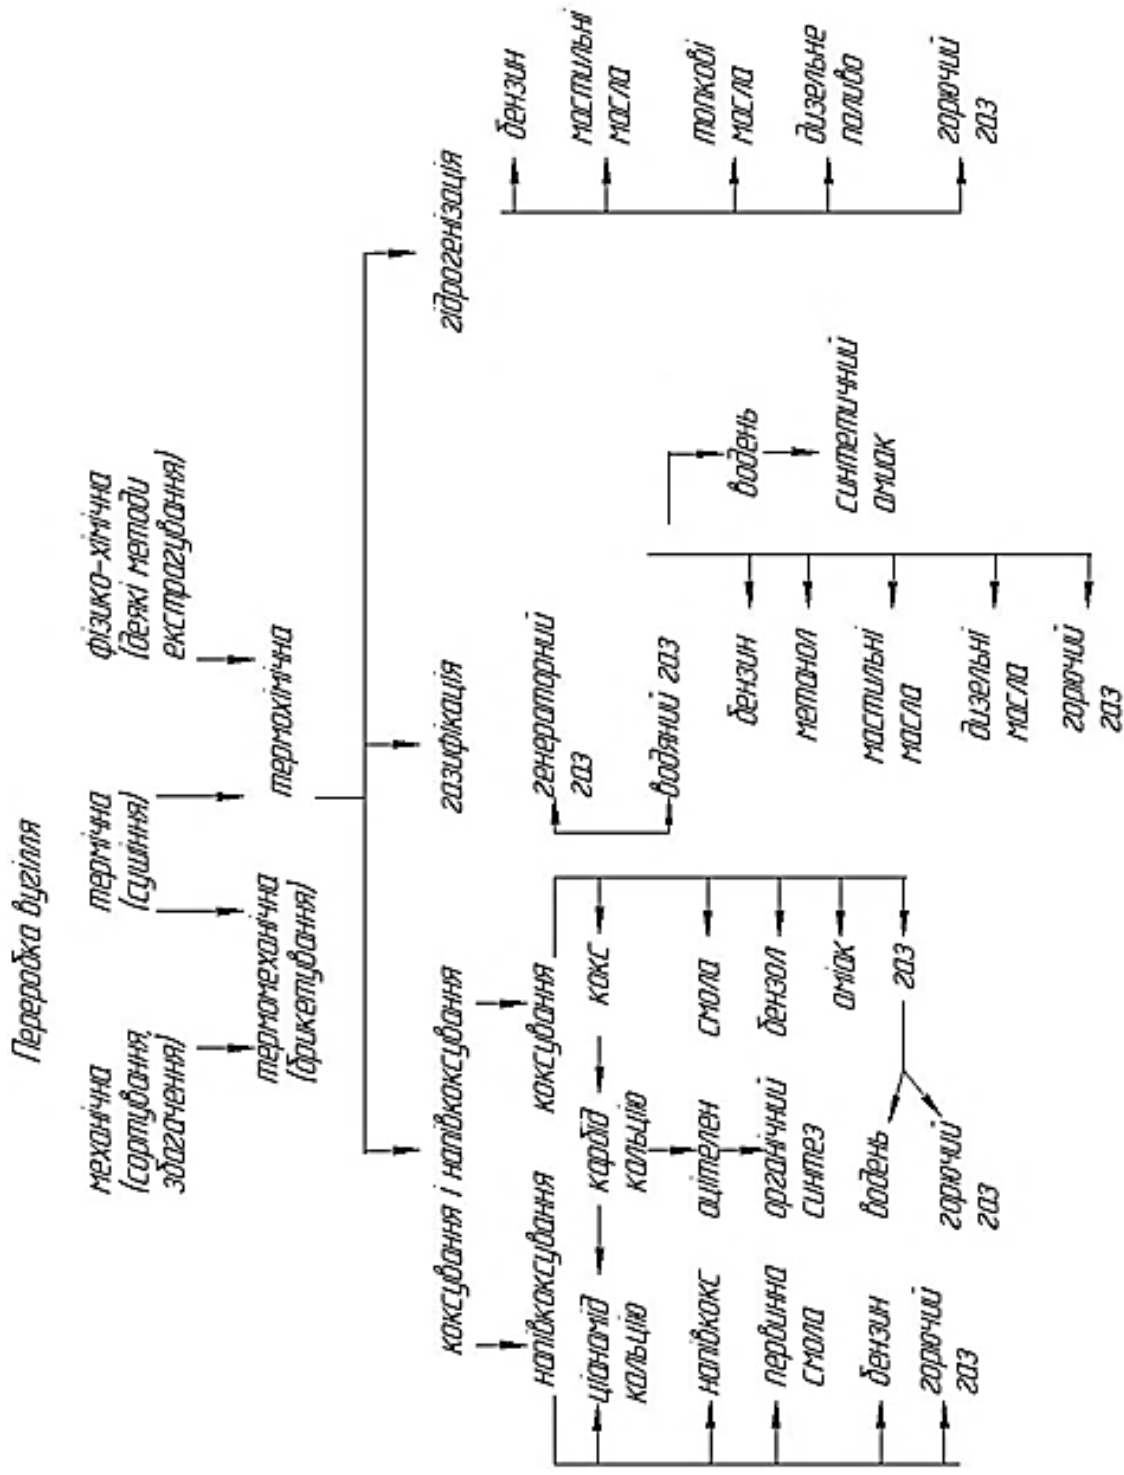 Переробка вугілля
механічна
(сортування,
збагачення)
термічна
(сушіння)
фізико-хімічна
(деякі методи
екстрагування)
термомеханічна
(брикетування)
термохімічна
коксування і напівкоксування
газифікація
гідрогенізація
напівкоксування
коксування
генераторний
газ
водяний газ
бензин
мастильні
масла
топкові
масла
дизельне
паливо
горючий
газ
ціанамід
кальцію
карбід
кальцію
кокс
напівкокс
ацітелен
смола
первинна
смола
органічний
синтез
бензол
аміак
бензин
водень
газ
горючий
газ
горючий
газ
бензин
метанол
мастильні
масла
дизельні
масла
горючий
газ
водень
синтетичний
амиак